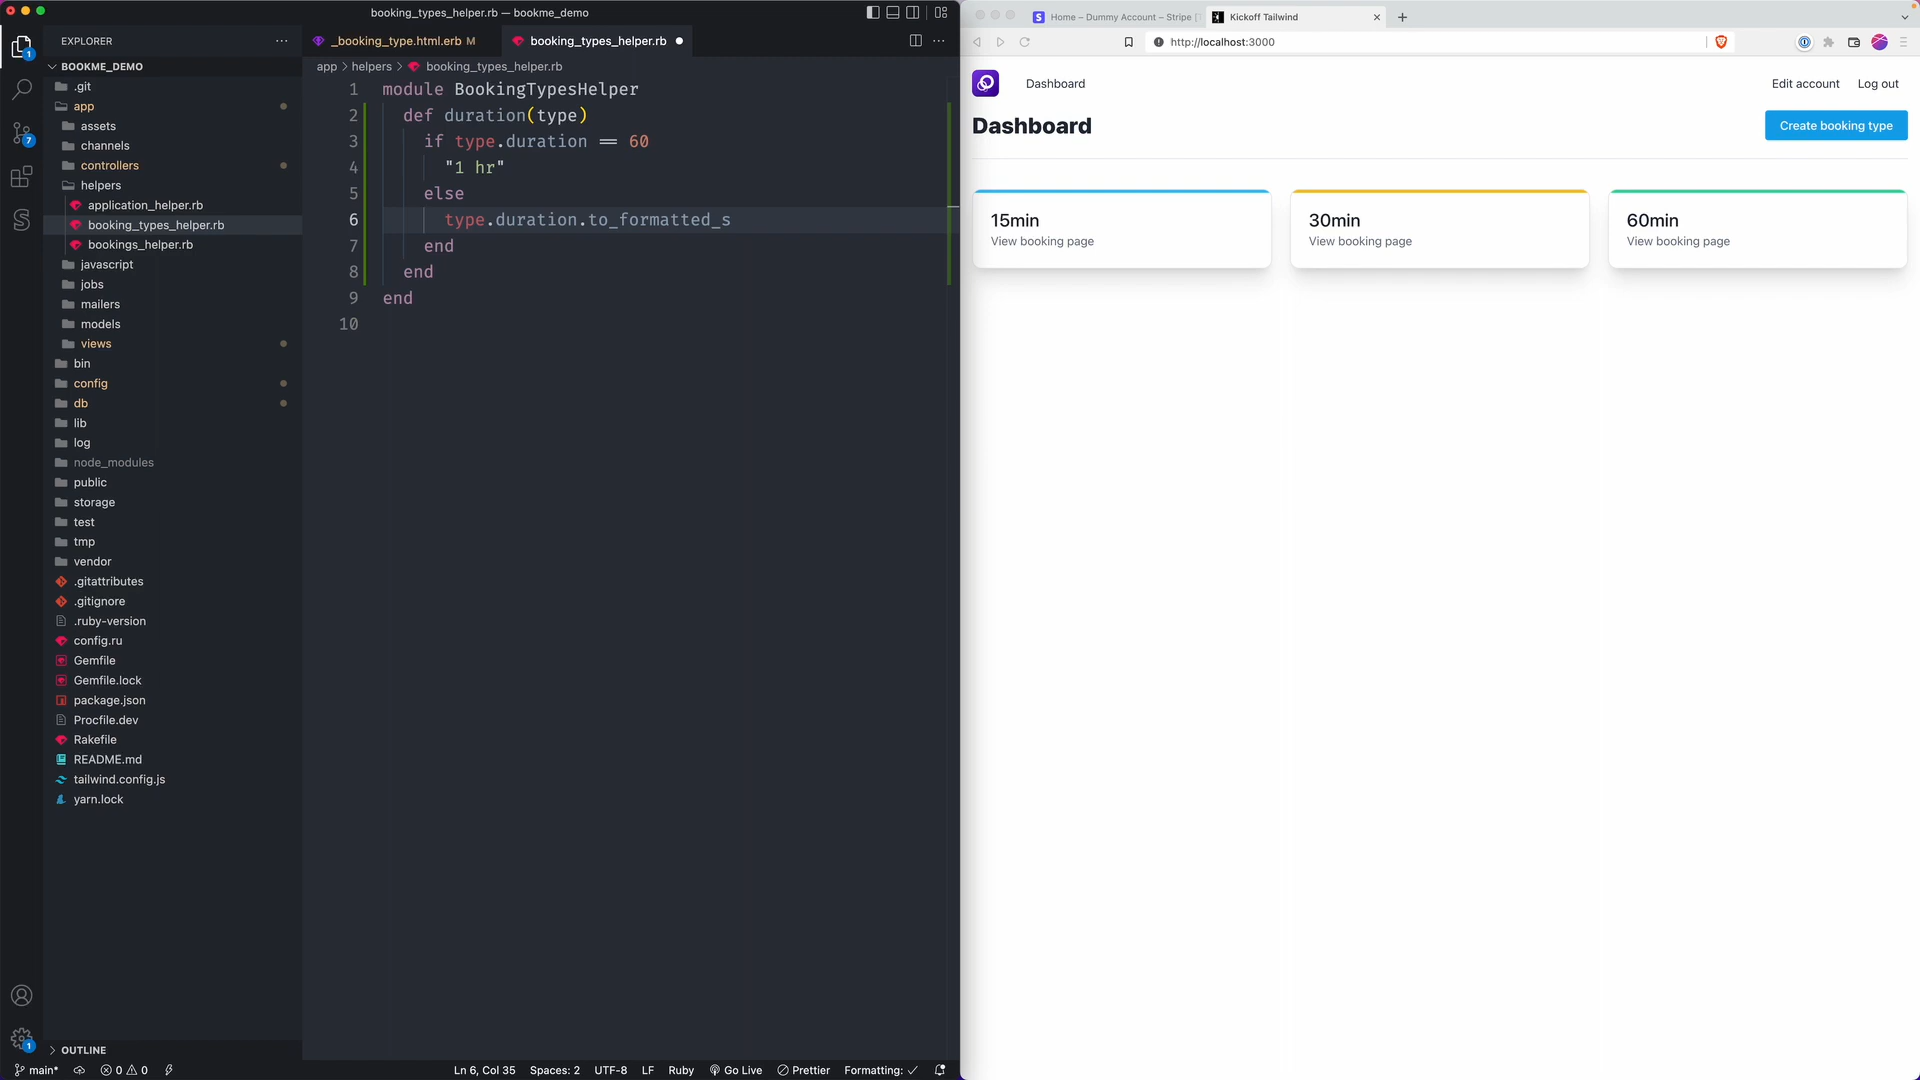 booking_types_helper.rb — bookme_demo
EXPLORER
BOOKME_DEMO
.git
app
assets
channels
controllers
helpers
application_helper.rb
booking_types_helper.rb
bookings_helper.rb
javascript
jobs
mailers
models
views
bin
config
db
lib
log
node_modules
public
storage
test
tmp
vendor
.gitattributes
.gitignore
.ruby-version
config.ru
Gemfile
Gemfile.lock
package.json
Procfile.dev
Rakefile
README.md
tailwind.config.js
yarn.lock
OUTLINE
1
7
1
_booking_type.html.erb M
booking_types_helper.rb
app > helpers > booking_types_helper.rb
1 module BookingTypesHelper
2 def duration(type)
3 if type.duration == 60
4 "1 hr"
5 else
6 type.duration.to_formatted_s
7 end
8 end
9 end
10
main*
0 0
Ln 6, Col 35
Spaces: 2
UTF-8
LF
Ruby
Go Live
Prettier
Formatting: ✓
Home – Dummy Account – Stripe [
Kickoff Tailwind
http://localhost:3000
Dashboard
Edit account
Log out
Dashboard
Create booking type
15min
View booking page
30min
View booking page
60min
View booking page